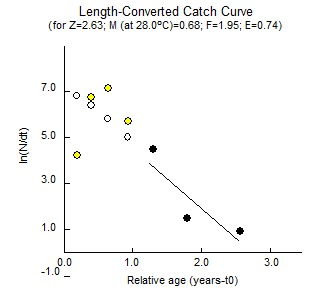 Length-Converted Catch Curve
(for Z=2.63; M (at 28.0ºC)=0.68; F=1.95; E=0.74)
ln(N/dt)
7.0
5.0
3.0
1.0
-1.0
0.0 1.0 2.0 3.0
Relative age (years-t0)